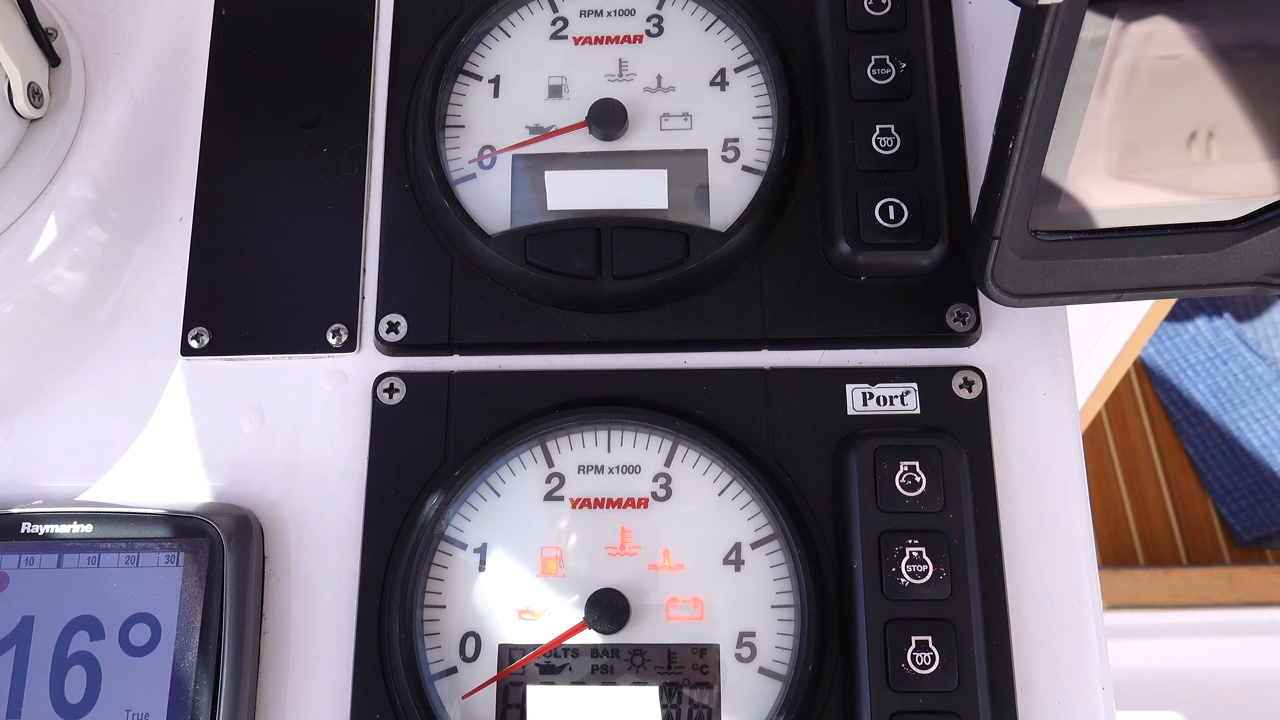 RPM x1000
2 3
YANMAR
1 4
0 5
STOP
Port
RPM x1000
2 3
YANMAR
1 4
0 5
STOP
VOLTS BAR °F
PSI °C
Raymarine
10 10 20 30
16°
True